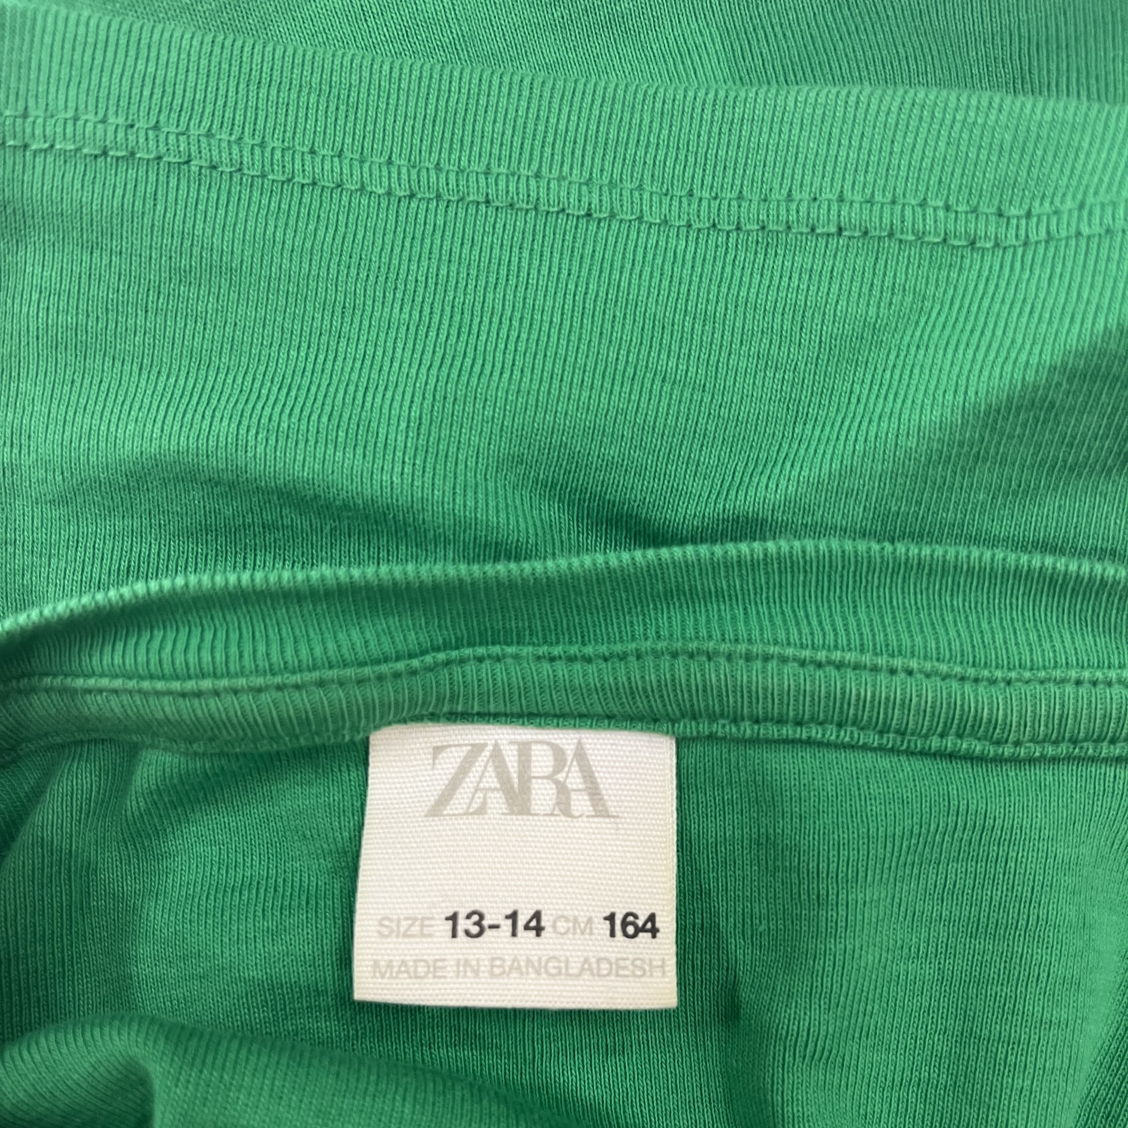 ZARA
SIZE 13-14 CM 164
MADE IN BANGLADESH